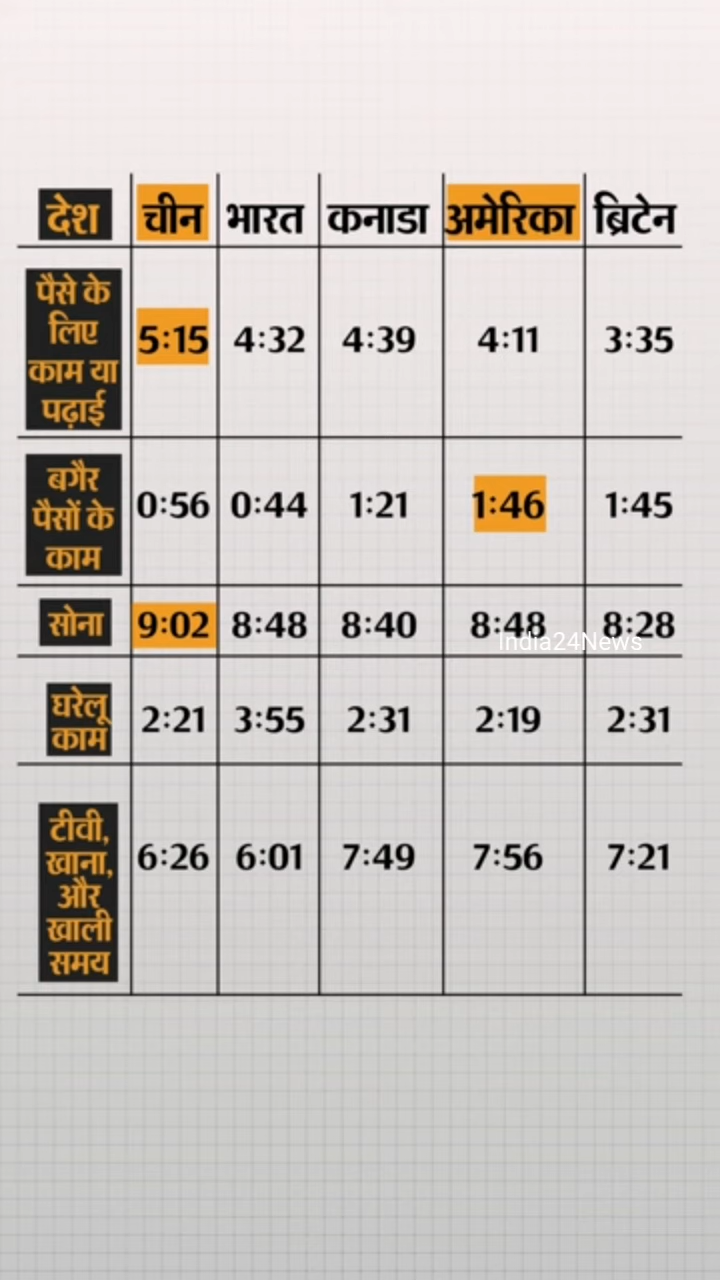 देश चीन भारत कनाडा अमेरिका ब्रिटेन
पैसे के
लिए
काम या
पढ़ाई
5:15 4:32 4:39 4:11 3:35
बगैर
पैसों के
काम
0:56 0:44 1:21 1:46 1:45
सोना 9:02 8:48 8:40 8:48 8:28
India24News
घरेलू
काम
2:21 3:55 2:31 2:19 2:31
टीवी,
खाना,
और
खाली
समय
6:26 6:01 7:49 7:56 7:21